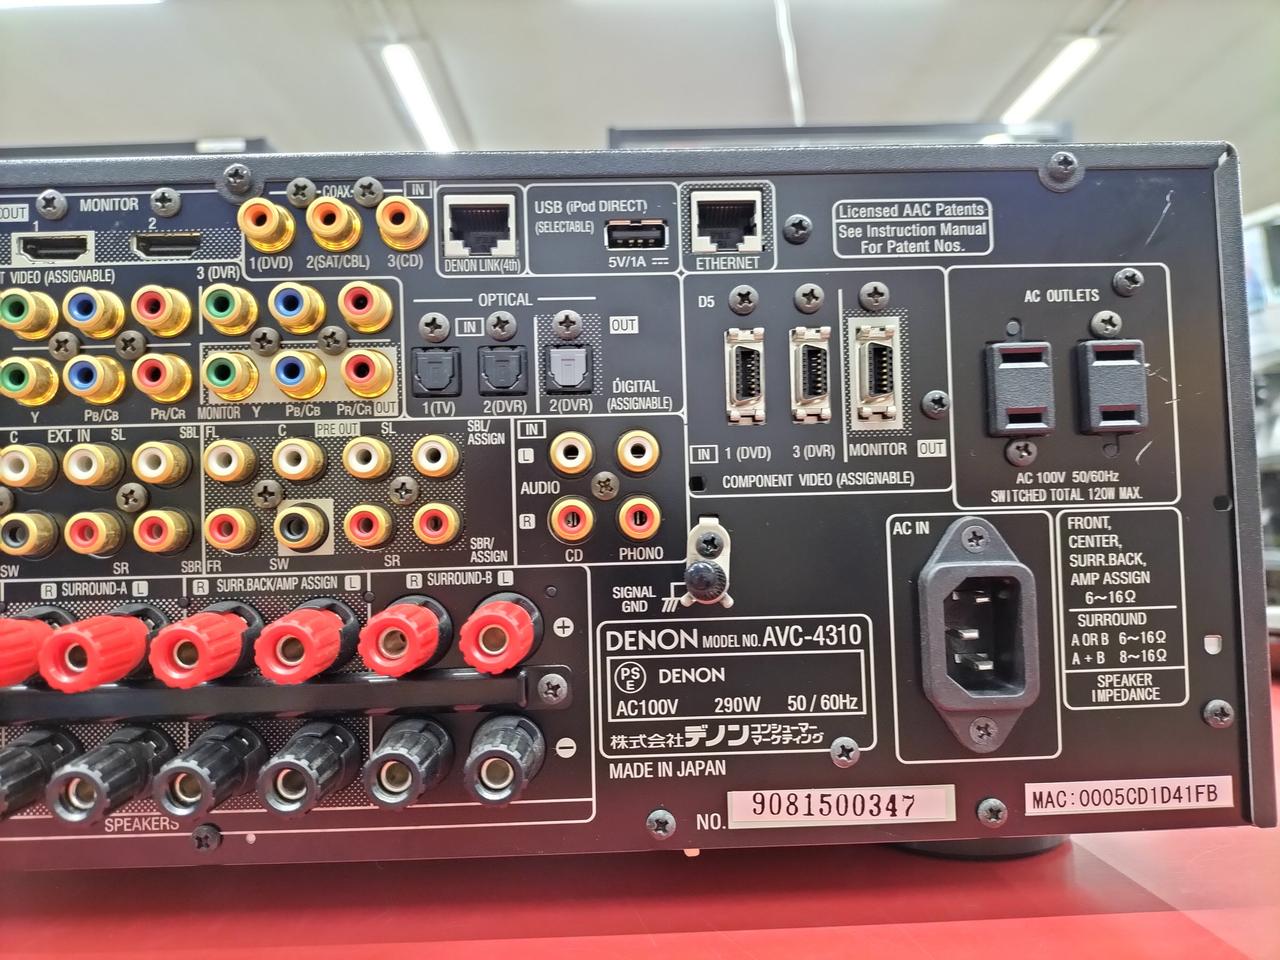 OUT
MONITOR
1
2
COAX
IN
1(DVD)
2(SAT/CBL)
3(CD)
DENON LINK(4th)
USB (iPod DIRECT)
(SELECTABLE)
5V/1A
ETHERNET
Licensed AAC Patents
See Instruction Manual
For Patent Nos.
VIDEO (ASSIGNABLE)
3 (DVR)
OPTICAL
IN
OUT
1(TV)
2(DVR)
2(DVR)
DIGITAL
(ASSIGNABLE)
Y
PB/CB
PR/CR
MONITOR
Y
PB/CB
PR/CR
OUT
D5
IN
1 (DVD)
3 (DVR)
MONITOR
OUT
COMPONENT VIDEO (ASSIGNABLE)
AC OUTLETS
AC 100V 50/60Hz
SWITCHED TOTAL 120W MAX.
C
EXT. IN
SL
SBL
FL
C
PRE OUT
SL
SBL/
ASSIGN
SW
SR
SBR
FR
SW
SR
SBR/
ASSIGN
IN
L
AUDIO
R
CD
PHONO
SIGNAL
GND
AC IN
FRONT,
CENTER,
SURR.BACK,
AMP ASSIGN
6～16Ω
SURROUND
A OR B 6～16Ω
A + B 8～16Ω
SPEAKER
IMPEDANCE
R SURROUND-A L
R SURR.BACK/AMP ASSIGN L
R SURROUND-B L
+
−
SPEAKERS
DENON MODEL NO. AVC-4310
PS
E
DENON
AC100V 290W 50 / 60Hz
株式会社デノン コンシューマー
マーケティング
MADE IN JAPAN
NO. 9081500347
MAC:0005CD1D41FB